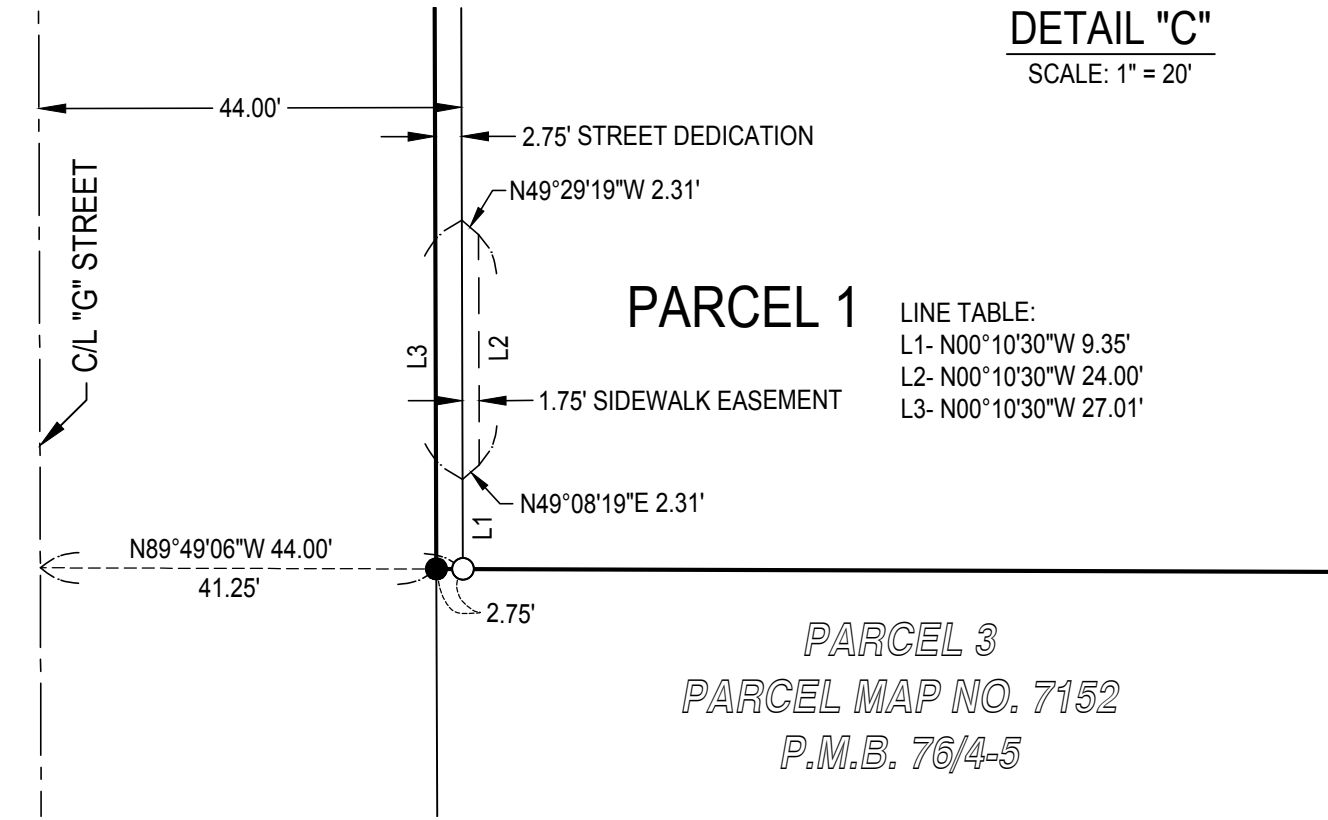 DETAIL "C"
SCALE: 1" = 20'
44.00'
2.75' STREET DEDICATION
N49°29'19"W 2.31'
C/L "G" STREET
PARCEL 1
LINE TABLE:
L1- N00°10'30"W 9.35'
L2- N00°10'30"W 24.00'
L3- N00°10'30"W 27.01'
L3
L2
1.75' SIDEWALK EASEMENT
N49°08'19"E 2.31'
L1
N89°49'06"W 44.00'
41.25'
2.75'
PARCEL 3
PARCEL MAP NO. 7152
P.M.B. 76/4-5